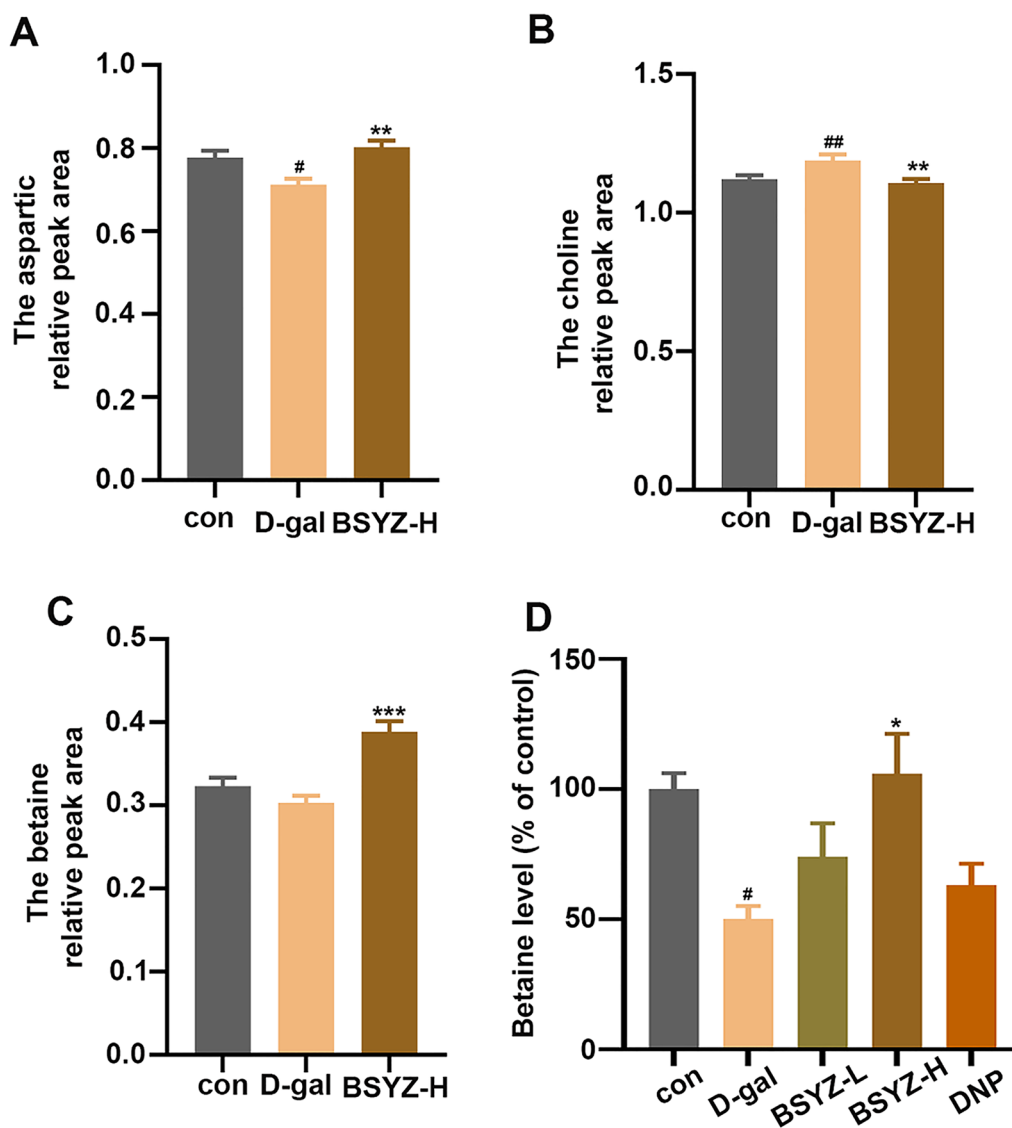 A
The aspartic
relative peak area
1.0
0.8
0.6
0.4
0.2
0.0
#
**
con
D-gal
BSYZ-H
B
The choline
relative peak area
1.5
1.0
0.5
0.0
##
**
con
D-gal
BSYZ-H
C
The betaine
relative peak area
0.5
0.4
0.3
0.2
0.1
0.0
***
con
D-gal
BSYZ-H
D
Betaine level (% of control)
150
100
50
0
#
*
con
D-gal
BSYZ-L
BSYZ-H
DNP